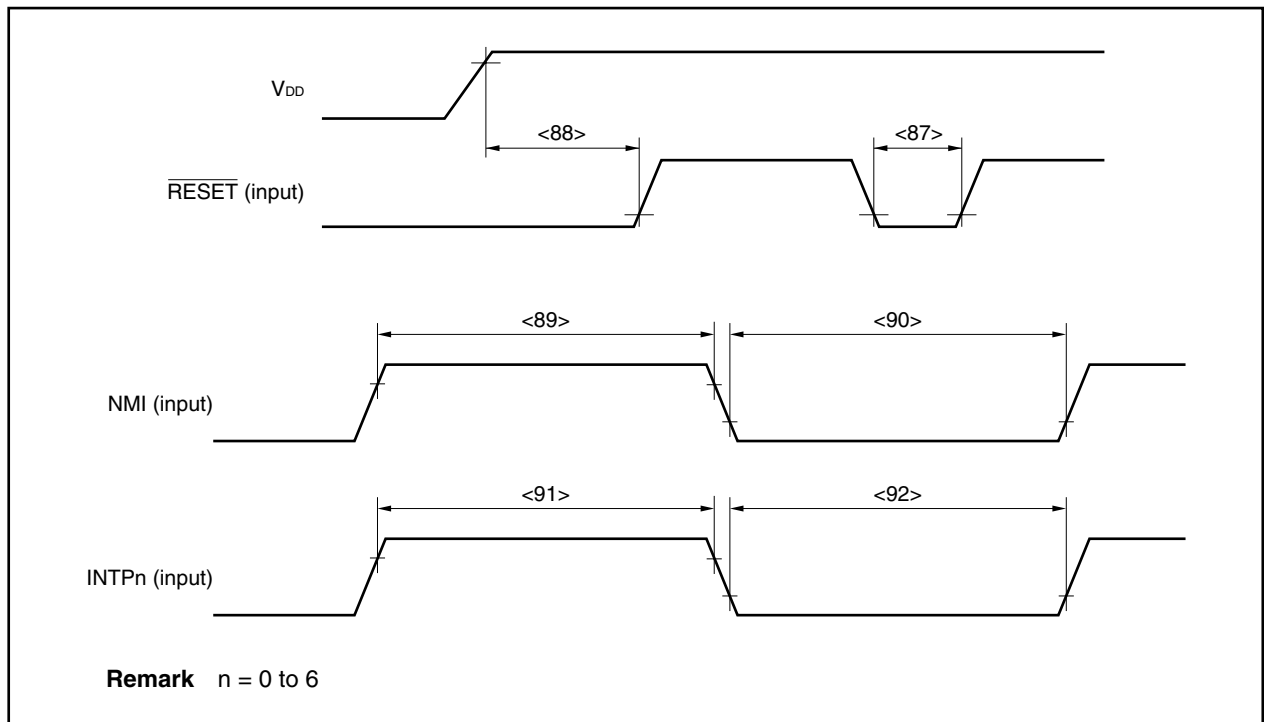 VDD
<88>
<87>
RESET (input)
<89>
<90>
NMI (input)
<91>
<92>
INTPn (input)
Remark n = 0 to 6